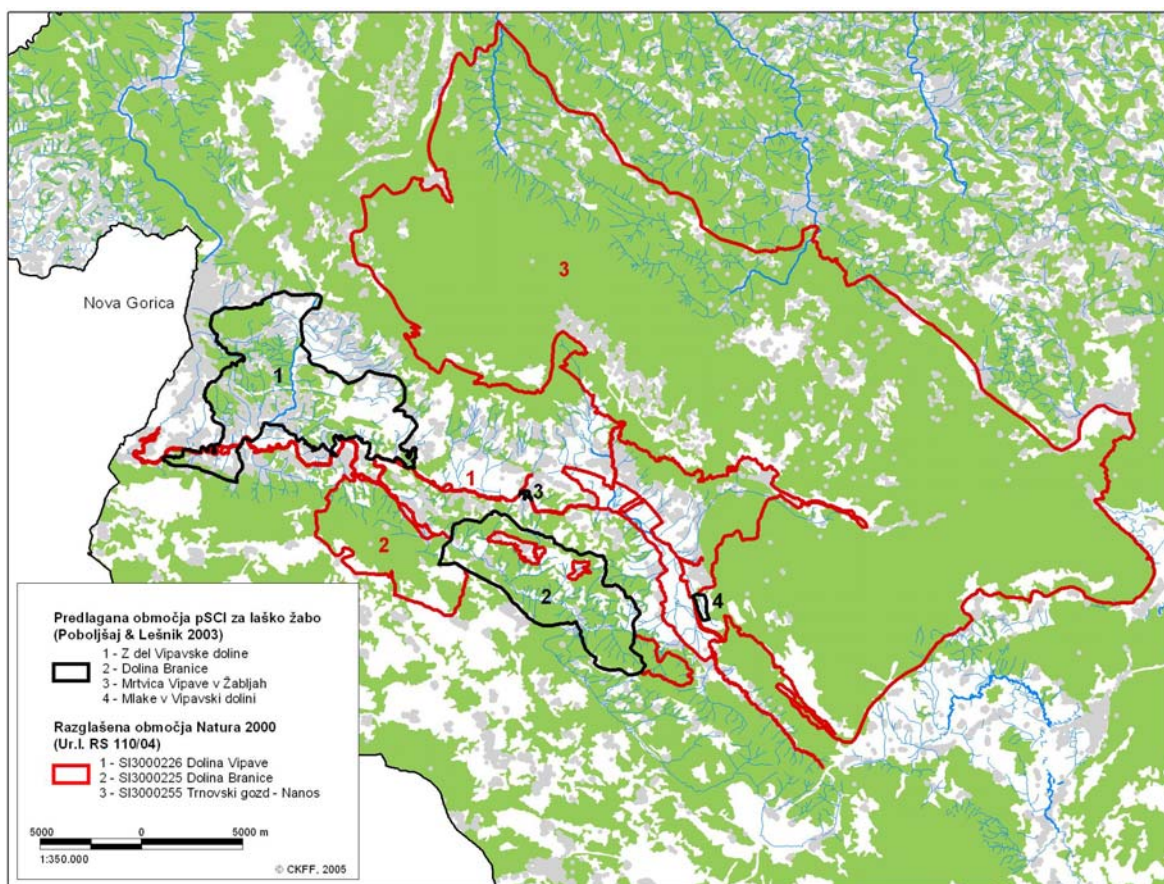 3
Nova Gorica
1
1
3
2
2
4
Predlagana območja pSCI za laško žabo
(Poboljšaj & Lešnik 2003)
1 - Z del Vipavske doline
2 - Dolina Branice
3 - Mrtvica Vipave v Žabljah
4 - Mlake v Vipavski dolini
Razglašena območja Natura 2000
(Ur.l. RS 110/04)
1 - SI3000226 Dolina Vipave
2 - SI3000225 Dolina Branice
3 - SI3000255 Trnovski gozd - Nanos
5000 0 5000 m
1:350.000
© CKFF, 2005